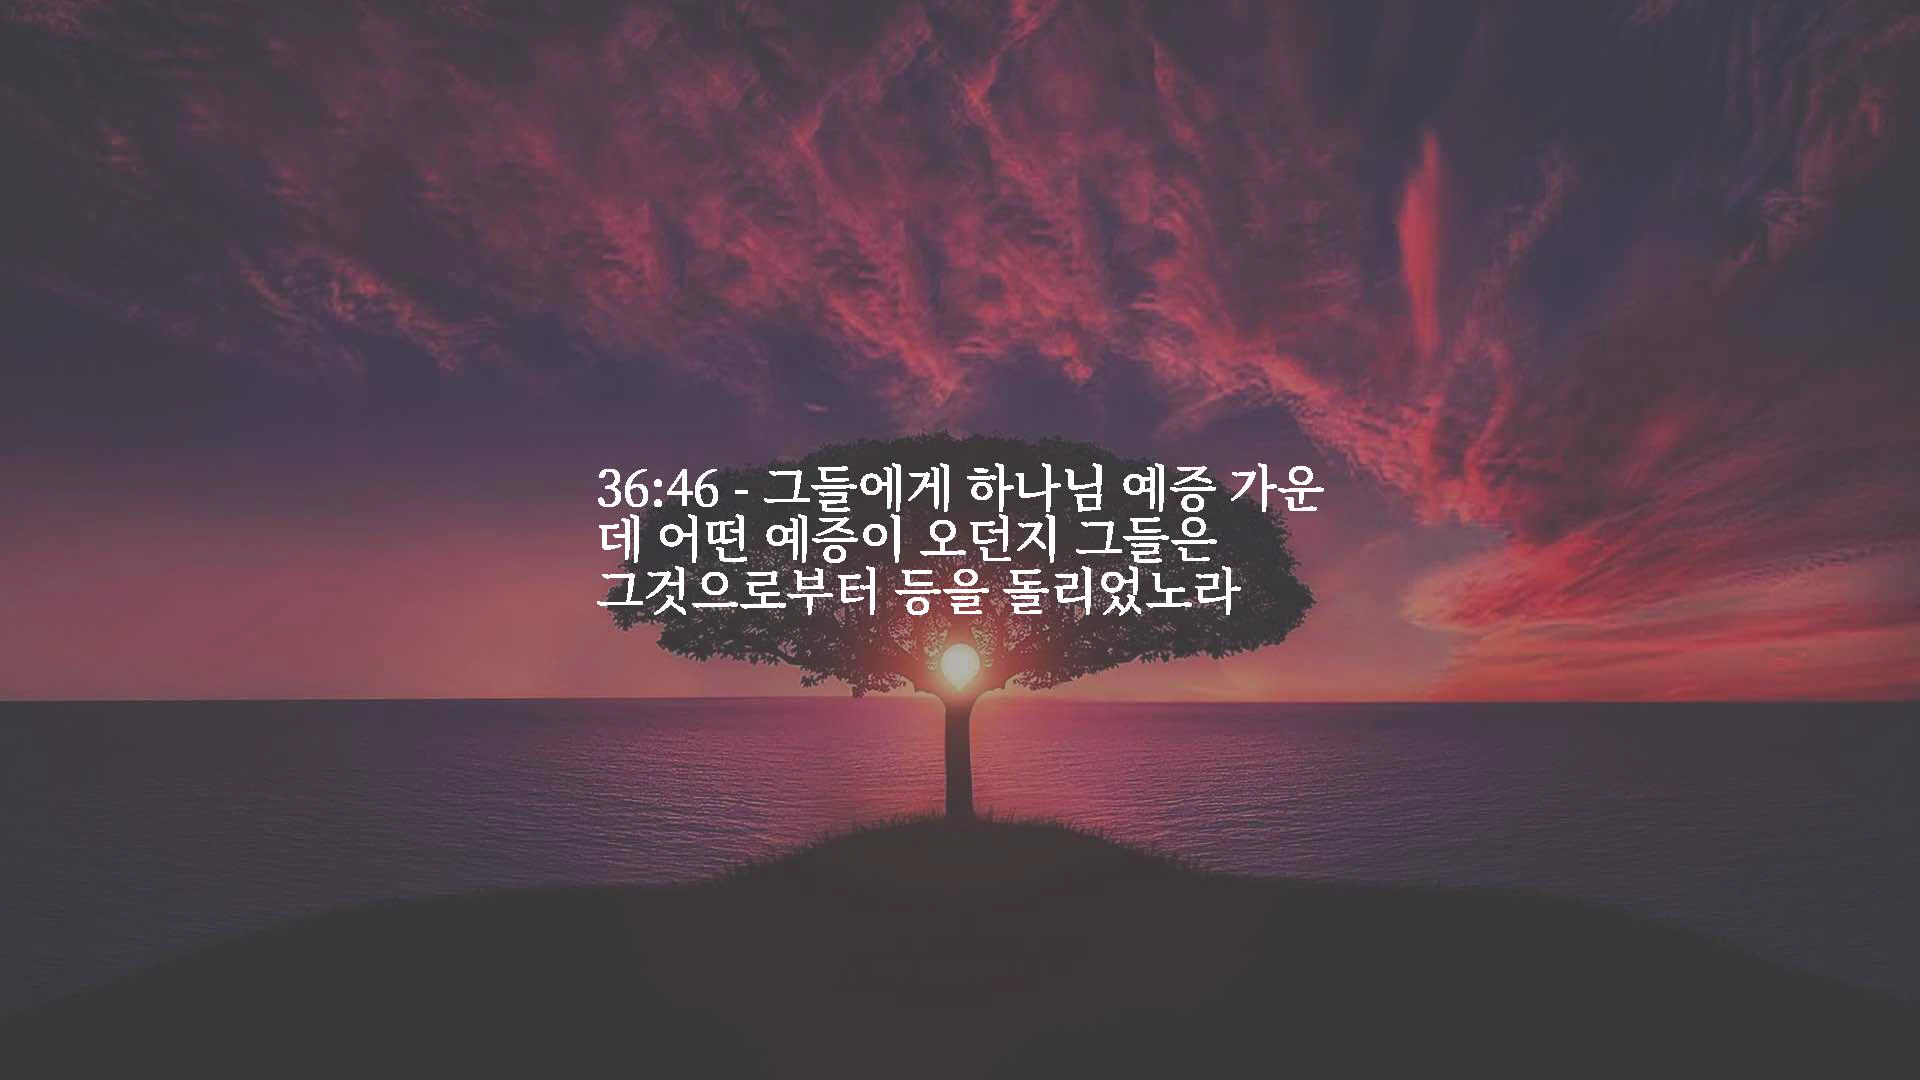 36:46 - 그들에게 하나님 예증 가운
데 어떤 예증이 오던지 그들은
그것으로부터 등을 돌리었노라